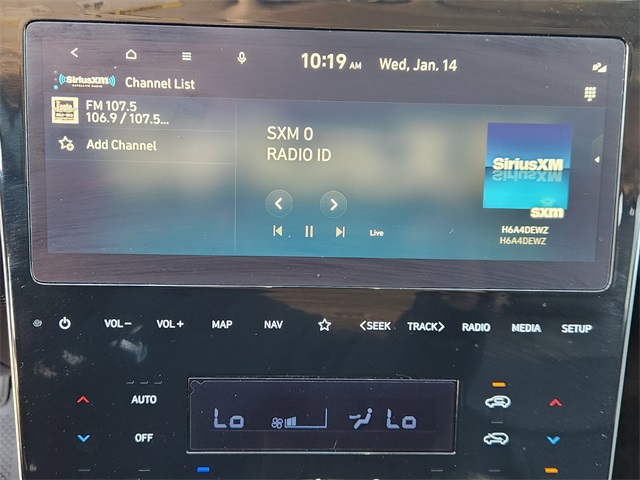 10:19 AM Wed, Jan. 14
SiriusXM
SATELLITE RADIO
Channel List
FM 107.5
106.9 / 107.5...
Add Channel
SXM 0
RADIO ID
Live
SiriusXM
sxm
H6A4DEWZ
H6A4DEWZ
VOL− VOL+ MAP NAV <SEEK TRACK> RADIO MEDIA SETUP
AUTO
Lo Lo
OFF